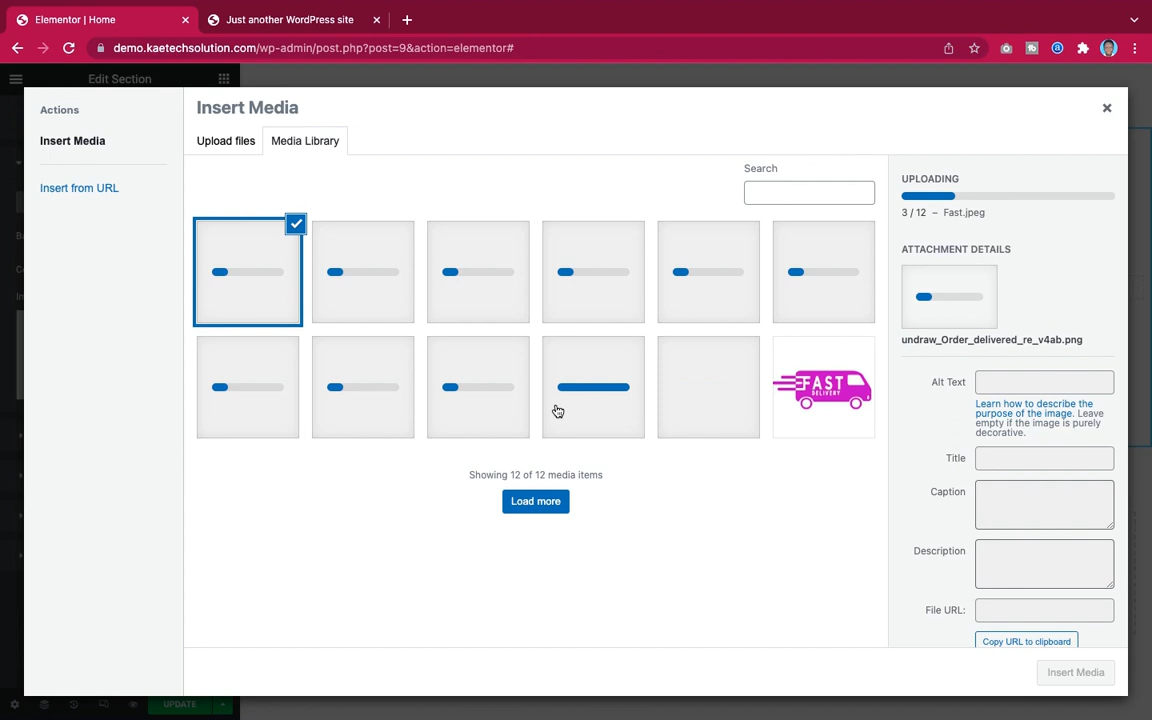 Elementor | Home
Just another WordPress site
demo.kaetechsolution.com/wp-admin/post.php?post=9&action=elementor#
Edit Section
Actions
Insert Media
Insert from URL
Insert Media
Upload files
Media Library
Search
FAST
DELIVERY
Showing 12 of 12 media items
Load more
UPLOADING
3 / 12 – Fast.jpeg
ATTACHMENT DETAILS
undraw_Order_delivered_re_v4ab.png
Alt Text
Learn how to describe the
purpose of the image. Leave
empty if the image is purely
decorative.
Title
Caption
Description
File URL:
Copy URL to clipboard
Insert Media
UPDATE